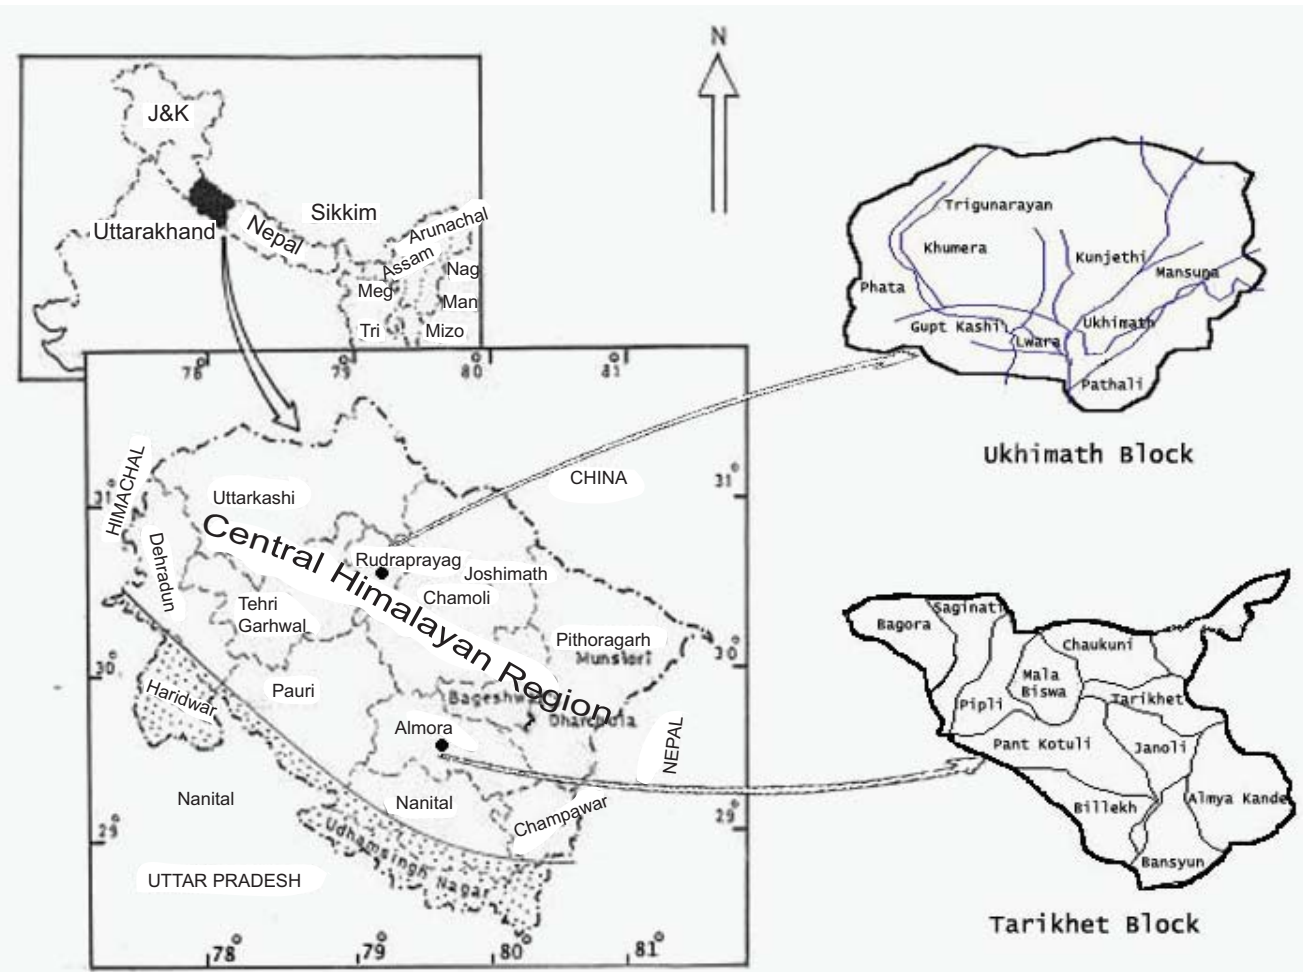 N
J&K
Uttarakhand
Nepal
Sikkim
Arunachal
Assam
Nag
Meg
Man
Tri
Mizo
78°
79°
80°
81°
HIMACHAL
31°
31°
Uttarkashi
CHINA
Central Himalayan Region
Dehradun
Rudraprayag
Joshimath
Chamoli
Tehri
Garhwal
Pithoragarh
Munsiari
30°
30°
Haridwar
Pauri
Bageshw
Dharchula
Almora
NEPAL
Nanital
Nanital
Champawar
29°
29°
Udhamsingh Nagar
UTTAR PRADESH
78°
79°
80°
81°
Trigunarayan
Khumera
Kunjethi
Mansuna
Phata
Gupt Kashi
Ukhimath
Lwara
Pathali
Ukhimath Block
Saginati
Bagora
Chaukuni
Mala
Biswa
Pipli
Tarikhet
Pant Kotuli
Janoli
Billekh
Almya Kande
Bansyun
Tarikhet Block